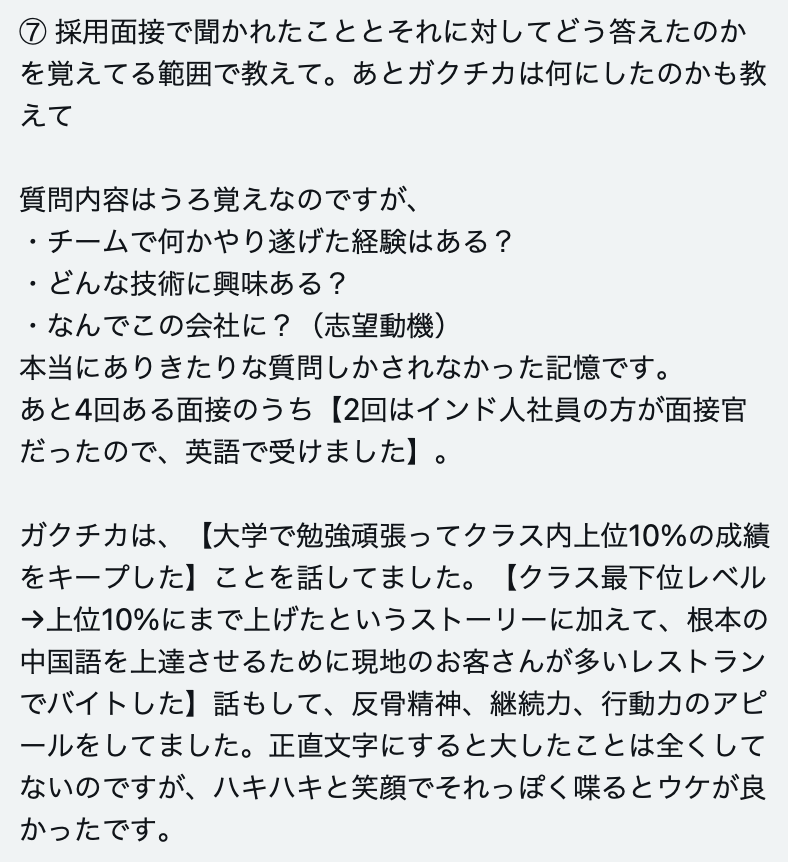 ⑦ 採用面接で聞かれたこととそれに対してどう答えたのか
を覚えてる範囲で教えて。あとガクチカは何にしたのかも教
えて
質問内容はうろ覚えなのですが、
・チームで何かやり遂げた経験はある？
・どんな技術に興味ある？
・なんでこの会社に？（志望動機）
本当にありきたりな質問しかされなかった記憶です。
あと4回ある面接のうち【2回はインド人社員の方が面接官
だったので、英語で受けました】。
ガクチカは、【大学で勉強頑張ってクラス内上位10%の成績
をキープした】ことを話してました。【クラス最下位レベル
→上位10%にまで上げたというストーリーに加えて、根本の
中国語を上達させるために現地のお客さんが多いレストラン
でバイトした】話もして、反骨精神、継続力、行動力のアピ
ールをしてました。正直文字にすると大したことは全くして
ないのですが、ハキハキと笑顔でそれっぽく喋るとウケが良
かったです。